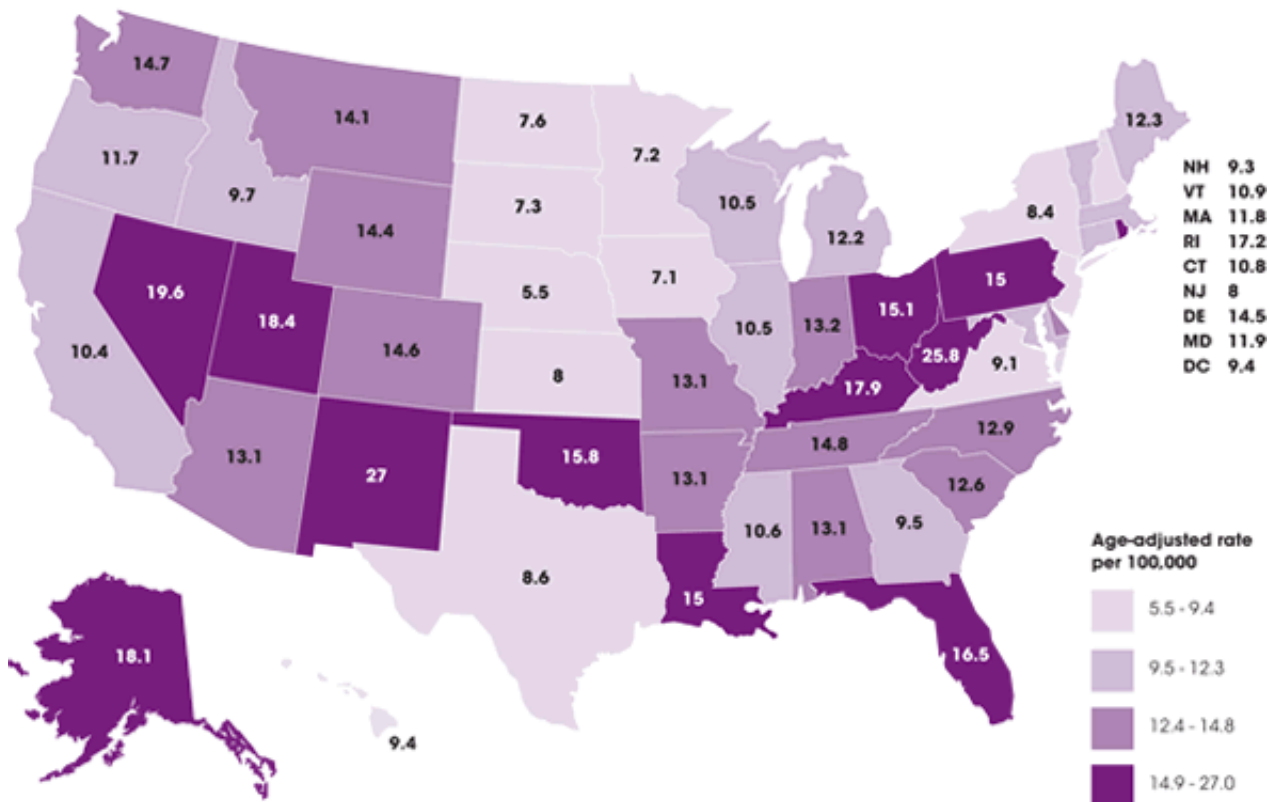 14.7
14.1
7.6
7.2
12.3
11.7
9.7
7.3
10.5
12.2
8.4
14.4
5.5
7.1
19.6
18.4
10.4
14.6
8
13.1
10.5
13.2
15.1
15
25.8
9.1
17.9
14.8
12.9
13.1
27
15.8
13.1
10.6
13.1
9.5
12.6
8.6
15
16.5
18.1
9.4
NH 9.3
VT 10.9
MA 11.8
RI 17.2
CT 10.8
NJ 8
DE 14.5
MD 11.9
DC 9.4
Age-adjusted rate
per 100,000
5.5 - 9.4
9.5 - 12.3
12.4 - 14.8
14.9 - 27.0